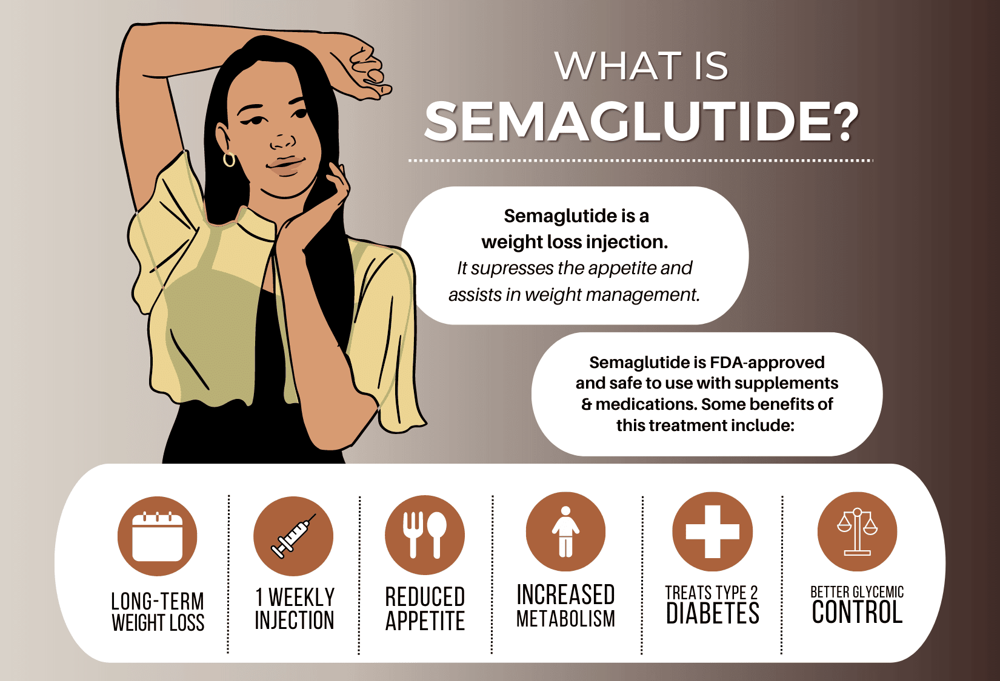 WHAT IS
SEMAGLUTIDE?
Semaglutide is a
weight loss injection.
It supresses the appetite and
assists in weight management.
Semaglutide is FDA-approved
and safe to use with supplements
& medications. Some benefits of
this treatment include:
LONG-TERM
WEIGHT LOSS
1 WEEKLY
INJECTION
REDUCED
APPETITE
INCREASED
METABOLISM
TREATS TYPE 2
DIABETES
BETTER GLYCEMIC
CONTROL